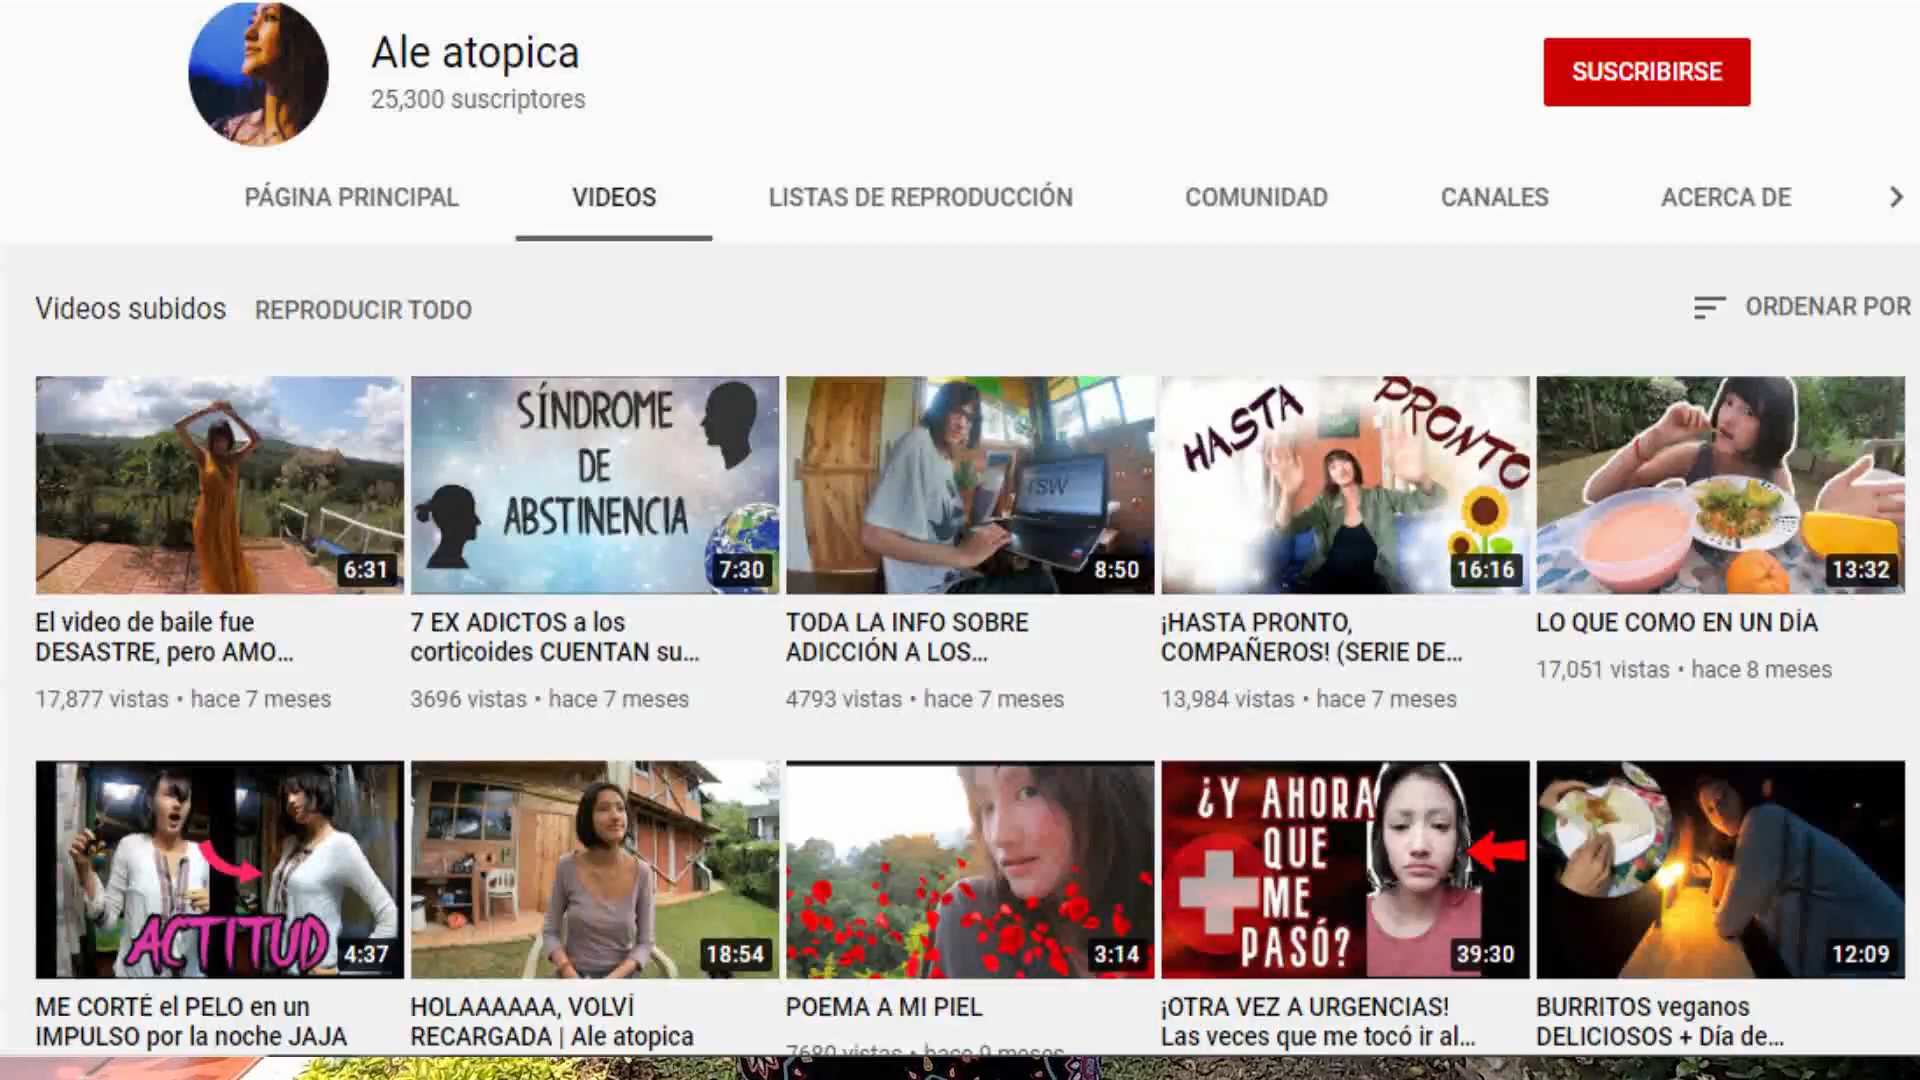 Ale atopica
25,300 suscriptores
SUSCRIBIRSE
PÁGINA PRINCIPAL
VIDEOS
LISTAS DE REPRODUCCIÓN
COMUNIDAD
CANALES
ACERCA DE
Videos subidos
REPRODUCIR TODO
ORDENAR POR
6:31
SÍNDROME
DE
ABSTINENCIA
7:30
TSW
8:50
HASTA PRONTO
16:16
13:32
El video de baile fue
DESASTRE, pero AMO...
17,877 vistas • hace 7 meses
7 EX ADICTOS a los
corticoides CUENTAN su...
3696 vistas • hace 7 meses
TODA LA INFO SOBRE
ADICCIÓN A LOS...
4793 vistas • hace 7 meses
¡HASTA PRONTO,
COMPAÑEROS! (SERIE DE...
13,984 vistas • hace 7 meses
LO QUE COMO EN UN DÍA
17,051 vistas • hace 8 meses
ACTITUD
4:37
18:54
3:14
¿Y AHORA
QUE
ME
PASÓ?
39:30
12:09
ME CORTÉ el PELO en un
IMPULSO por la noche JAJA
HOLAAAAAA, VOLVÍ
RECARGADA | Ale atopica
POEMA A MI PIEL
7680 vistas • hace 9 meses
¡OTRA VEZ A URGENCIAS!
Las veces que me tocó ir al...
BURRITOS veganos
DELICIOSOS + Día de...